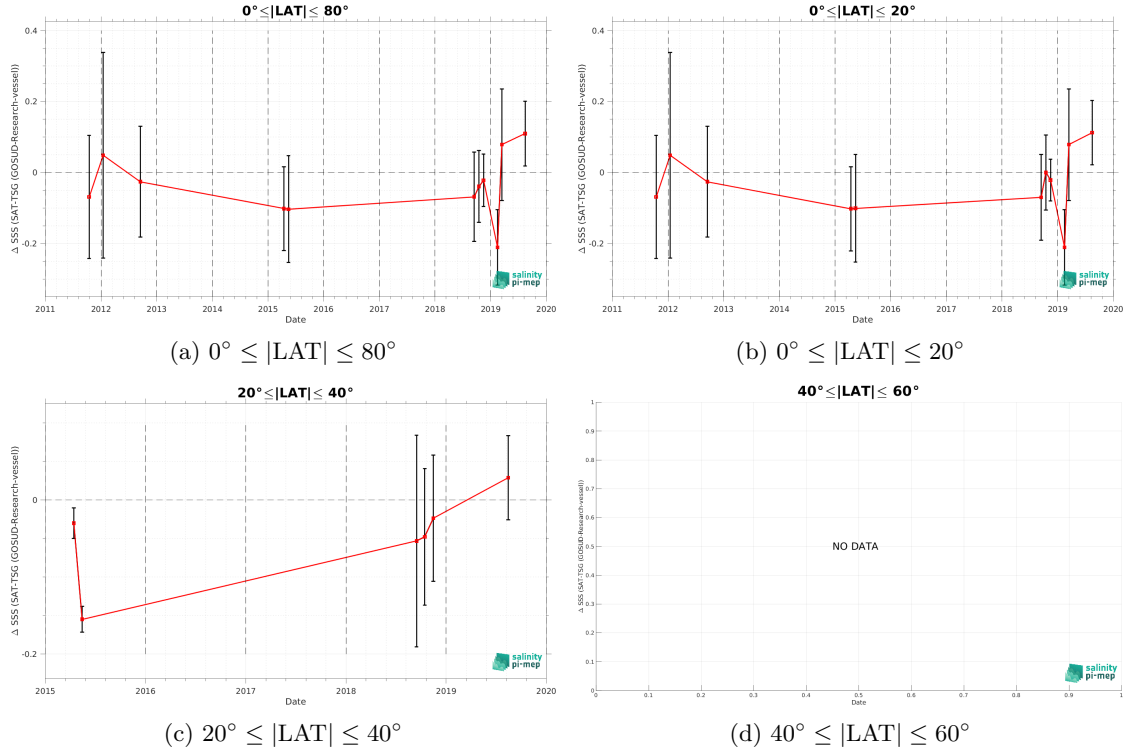 0°≤|LAT|≤ 80°
Δ SSS (SAT-TSG (GOSUD-Research-vessel))
0.4
0.2
0
-0.2
2011 2012 2013 2014 2015 2016 2017 2018 2019 2020
Date
salinity
pi-mep
(a) 0° ≤ |LAT| ≤ 80°
0°≤|LAT|≤ 20°
Δ SSS (SAT-TSG (GOSUD-Research-vessel))
0.4
0.2
0
-0.2
2011 2012 2013 2014 2015 2016 2017 2018 2019 2020
Date
salinity
pi-mep
(b) 0° ≤ |LAT| ≤ 20°
20°≤|LAT|≤ 40°
Δ SSS (SAT-TSG (GOSUD-Research-vessel))
0
-0.2
2015 2016 2017 2018 2019 2020
Date
salinity
pi-mep
(c) 20° ≤ |LAT| ≤ 40°
40°≤|LAT|≤ 60°
Δ SSS (SAT-TSG (GOSUD-Research-vessel))
1
0.9
0.8
0.7
0.6
0.5
0.4
0.3
0.2
0.1
0
NO DATA
0 0.1 0.2 0.3 0.4 0.5 0.6 0.7 0.8 0.9 1
Date
salinity
pi-mep
(d) 40° ≤ |LAT| ≤ 60°